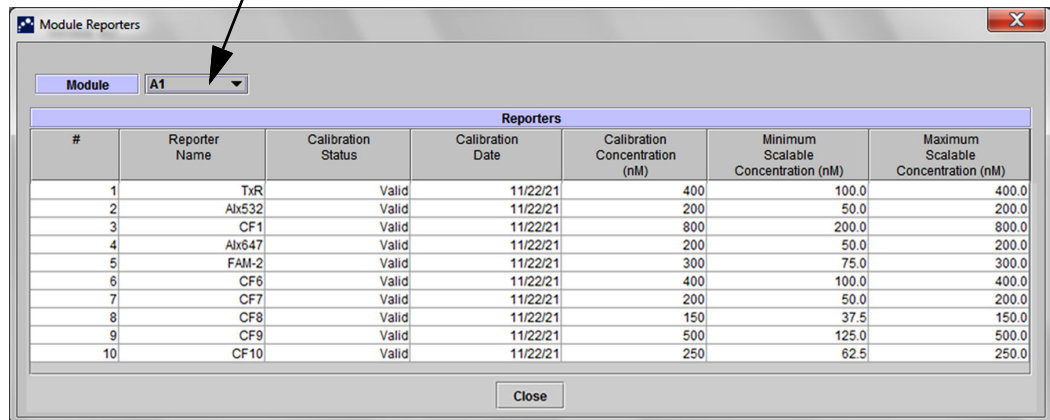 Module Reporters
Module A1
Reporters
# Reporter Name Calibration Status Calibration Date Calibration Concentration (nM) Minimum Scalable Concentration (nM) Maximum Scalable Concentration (nM)
1 TxR Valid 11/22/21 400 100.0 400.0
2 Alx532 Valid 11/22/21 200 50.0 200.0
3 CF1 Valid 11/22/21 800 200.0 800.0
4 Alx647 Valid 11/22/21 200 50.0 200.0
5 FAM-2 Valid 11/22/21 300 75.0 300.0
6 CF6 Valid 11/22/21 400 100.0 400.0
7 CF7 Valid 11/22/21 200 50.0 200.0
8 CF8 Valid 11/22/21 150 37.5 150.0
9 CF9 Valid 11/22/21 500 125.0 500.0
10 CF10 Valid 11/22/21 250 62.5 250.0
Close